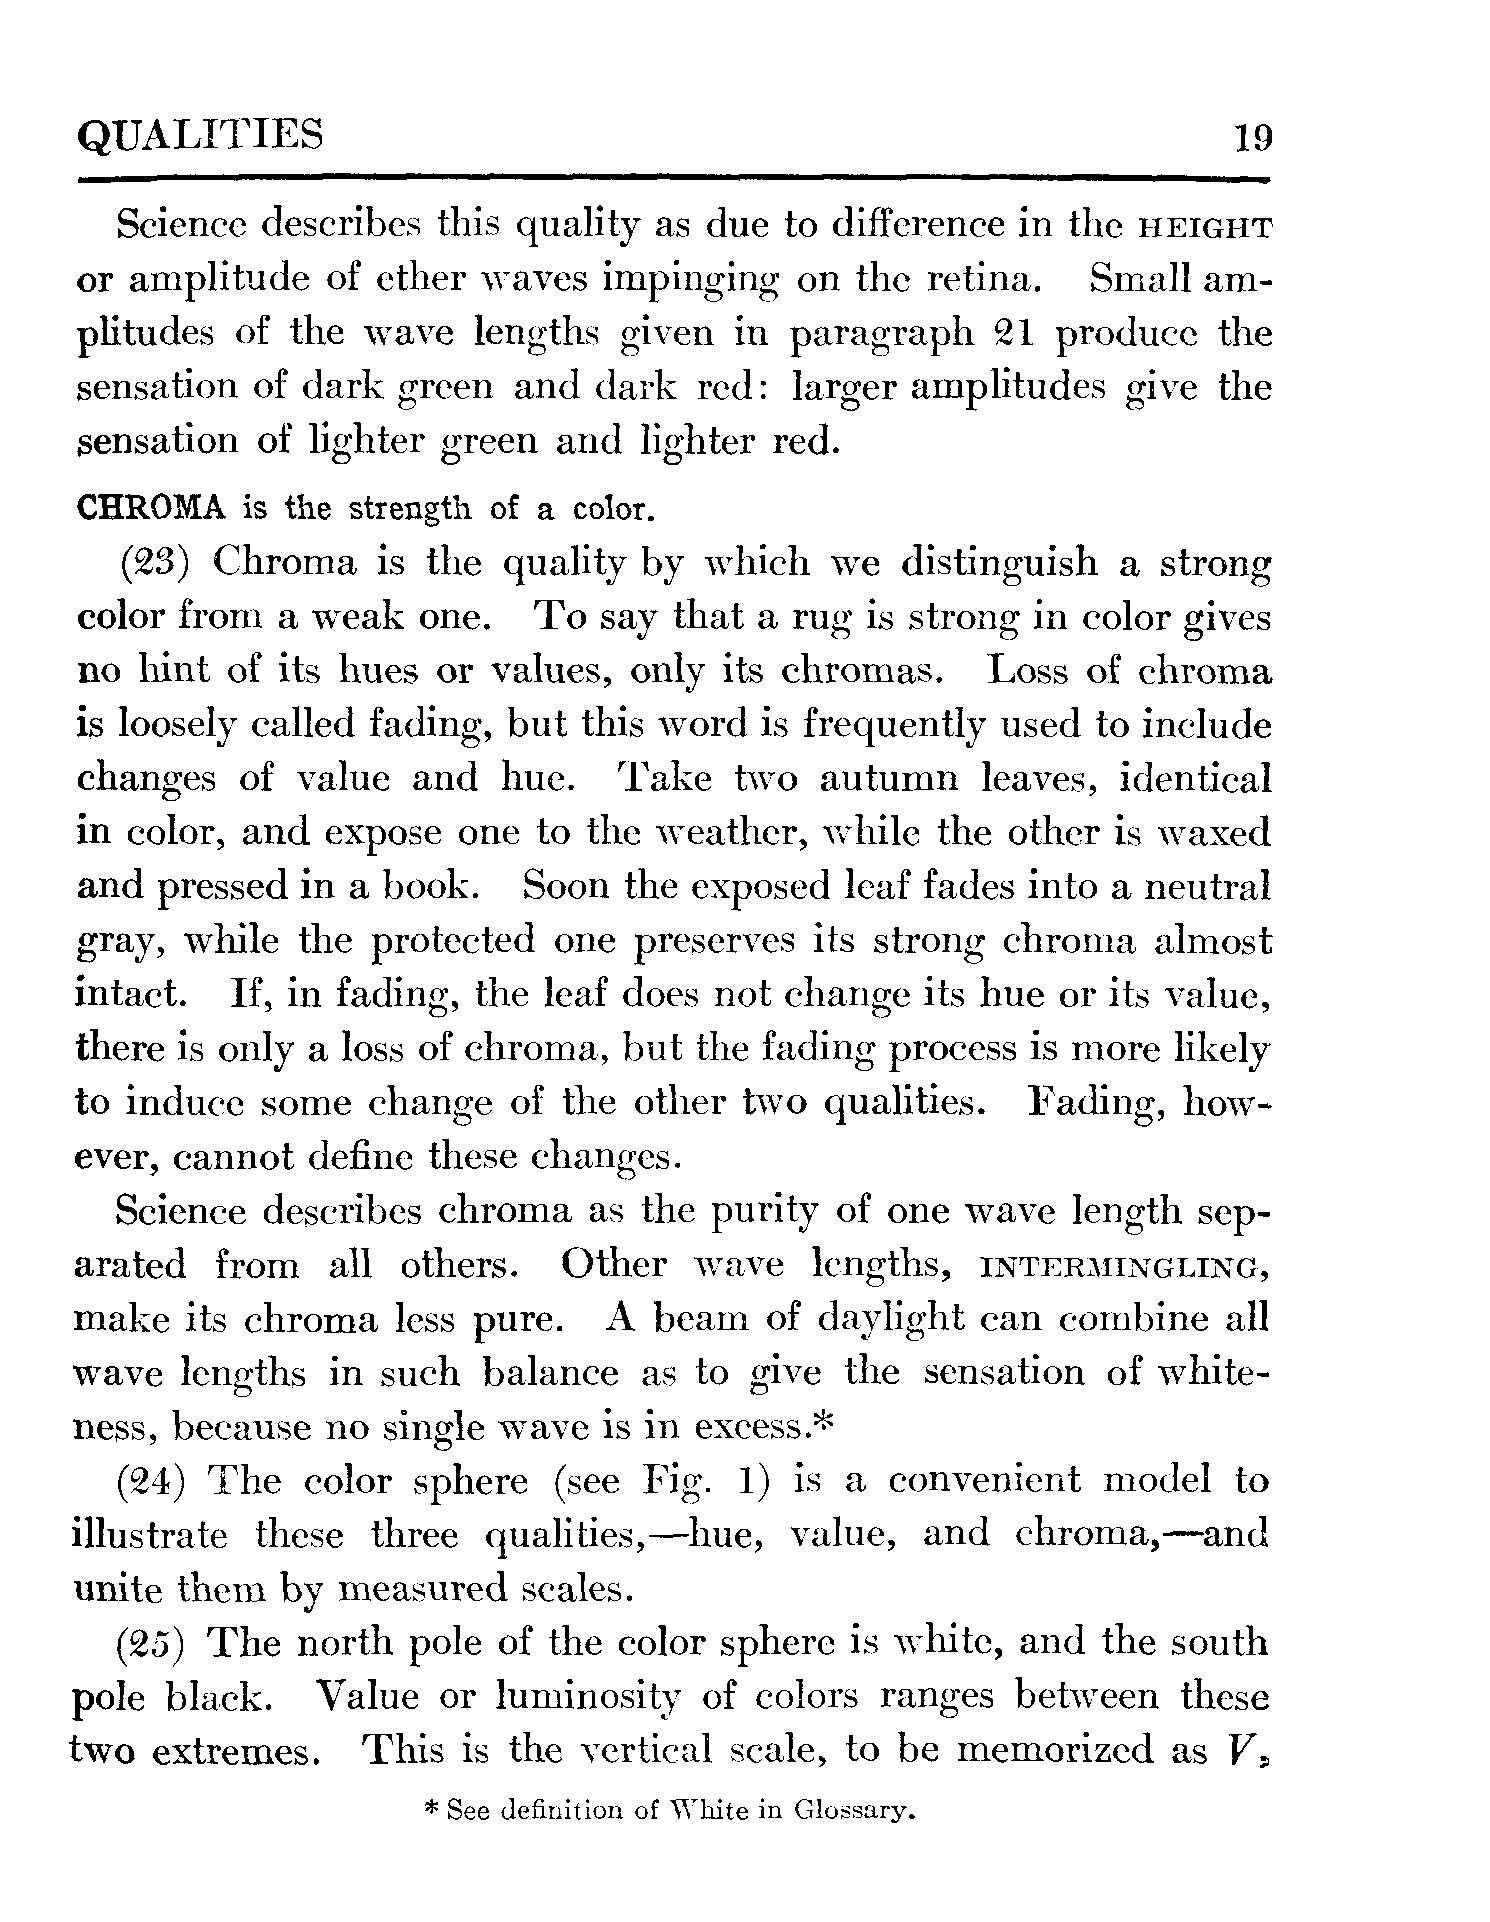 QUALITIES 19
Science describes this quality as due to difference in the HEIGHT
or amplitude of ether waves impinging on the retina. Small am-
plitudes of the wave lengths given in paragraph 21 produce the
sensation of dark green and dark red: larger amplitudes give the
sensation of lighter green and lighter red.
CHROMA is the strength of a color.
(23) Chroma is the quality by which we distinguish a strong
color from a weak one. To say that a rug is strong in color gives
no hint of its hues or values, only its chromas. Loss of chroma
is loosely called fading, but this word is frequently used to include
changes of value and hue. Take two autumn leaves, identical
in color, and expose one to the weather, while the other is waxed
and pressed in a book. Soon the exposed leaf fades into a neutral
gray, while the protected one preserves its strong chroma almost
intact. If, in fading, the leaf does not change its hue or its value,
there is only a loss of chroma, but the fading process is more likely
to induce some change of the other two qualities. Fading, how-
ever, cannot define these changes.
Science describes chroma as the purity of one wave length sep-
arated from all others. Other wave lengths, INTERMINGLING,
make its chroma less pure. A beam of daylight can combine all
wave lengths in such balance as to give the sensation of white-
ness, because no single wave is in excess.*
(24) The color sphere (see Fig. 1) is a convenient model to
illustrate these three qualities,—hue, value, and chroma,—and
unite them by measured scales.
(25) The north pole of the color sphere is white, and the south
pole black. Value or luminosity of colors ranges between these
two extremes. This is the vertical scale, to be memorized as V,
* See definition of White in Glossary.